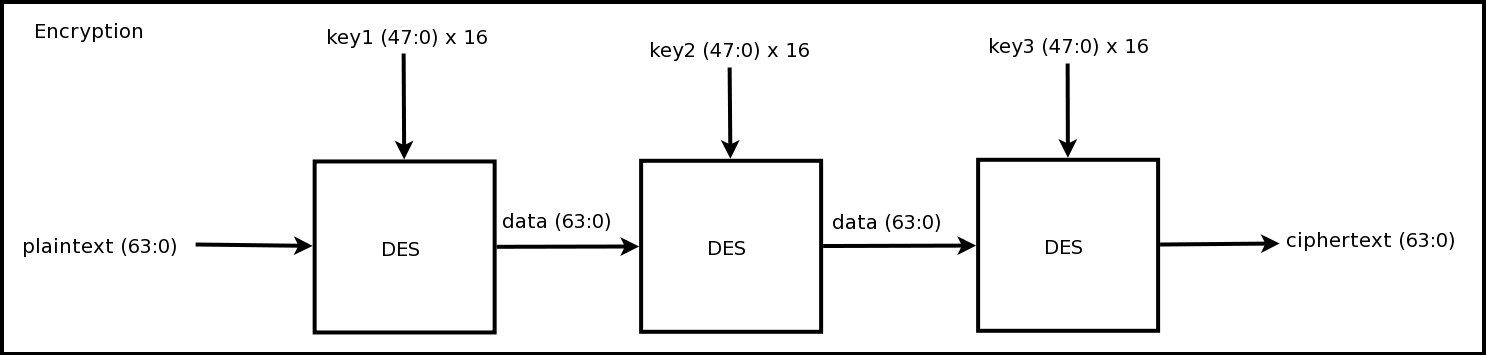 Encryption
key1 (47:0) x 16
key2 (47:0) x 16
key3 (47:0) x 16
plaintext (63:0)
DES
data (63:0)
DES
data (63:0)
DES
ciphertext (63:0)